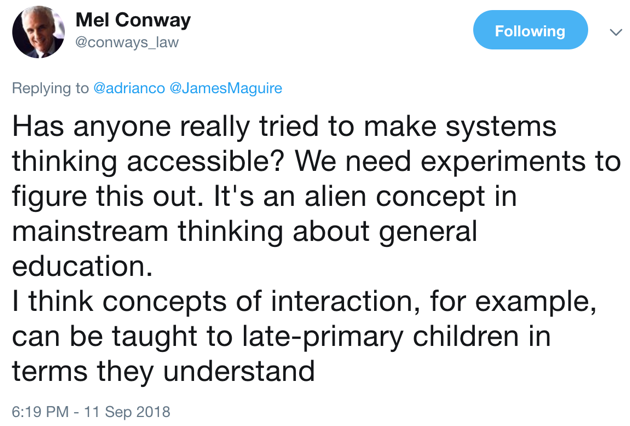 Mel Conway
@conways_law
Following
Replying to @adrianco @JamesMaguire
Has anyone really tried to make systems
thinking accessible? We need experiments to
figure this out. It's an alien concept in
mainstream thinking about general
education.
I think concepts of interaction, for example,
can be taught to late-primary children in
terms they understand
6:19 PM - 11 Sep 2018